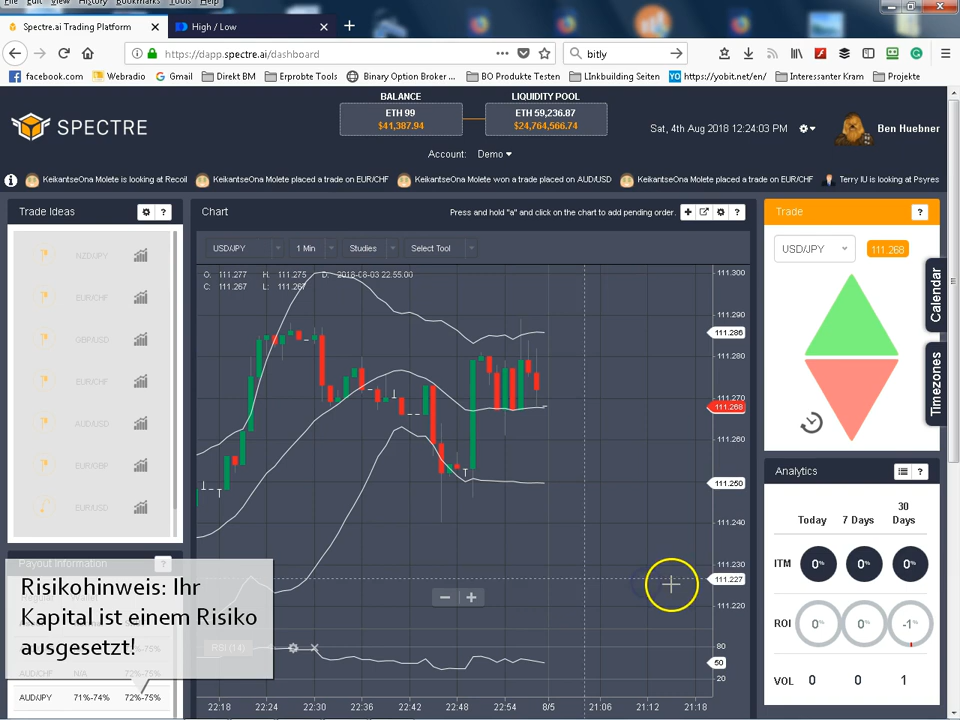 File Edit View History Bookmarks Tools Help
Spectre.ai Trading Platform
High / Low
https://dapp.spectre.ai/dashboard
bitly
facebook.com Webradio Gmail Direkt BM Erprobte Tools Binary Option Broker ... BO Produkte Testen LInkbuilding Seiten https://yobit.net/en/ Interessanter Kram Projekte
BALANCE LIQUIDITY POOL
ETH 99 ETH 59,236.87
$41,387.94 $24,764,566.74
SPECTRE
Sat, 4th Aug 2018 12:24:03 PM
Ben Huebner
Account: Demo
KeikantseOna Molete is looking at Recoil KeikantseOna Molete placed a trade on EUR/CHF KeikantseOna Molete won a trade placed on AUD/USD KeikantseOna Molete placed a trade on EUR/CHF Terry IU is looking at Psyres
Trade Ideas ?
NZD/JPY
EUR/CHF
GBP/USD
EUR/CHF
AUD/USD
EUR/GBP
EUR/USD
Chart
Press and hold "a" and click on the chart to add pending order. ?
USD/JPY 1 Min Studies Select Tool
O: 111.277 H: 111.275 D: 2018-08-03 22:55:00
C: 111.267 L: 111.267
111.300
111.290
111.286
111.280
111.270
111.268
111.260
111.250
111.240
111.230
111.227
111.220
RSI (14)
80
50
20
22:18 22:24 22:30 22:36 22:42 22:48 22:54 8/5 21:06 21:12 21:18
Trade ?
USD/JPY 111.268
Calendar
Timezones
Analytics ?
Today 7 Days 30 Days
ITM 0% 0% 0%
ROI 0% 0% -1%
VOL 0 0 1
Payout Information ?
Risikohinweis: Ihr
Kapital ist einem Risiko
ausgesetzt!
AUD/CHF N/A 72%-75%
AUD/JPY 71%-74% 72%-75%